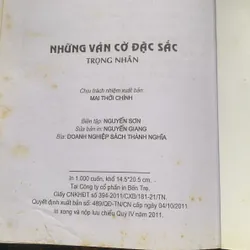 NHỮNG VÁN CỜ ĐẶC SẮC
TRỌNG NHÂN
Chịu trách nhiệm xuất bản:
MAI THỜI CHÍNH
Biên tập: NGUYỄN SƠN
Sửa bản in: NGUYỄN GIANG
Bìa: DOANH NGHIỆP SÁCH THÀNH NGHĨA
In 1.000 cuốn, khổ 14.5*20.5 cm.
Tại Công ty cổ phần in Bến Tre.
Giấy CNKHĐT số 394-2011/CXB/181-21/TN.
Quyết định xuất bản số: 489/QĐ-TN/CN cấp ngày 04/10/2011
In xong và nộp lưu chiểu Quý IV năm 2011.